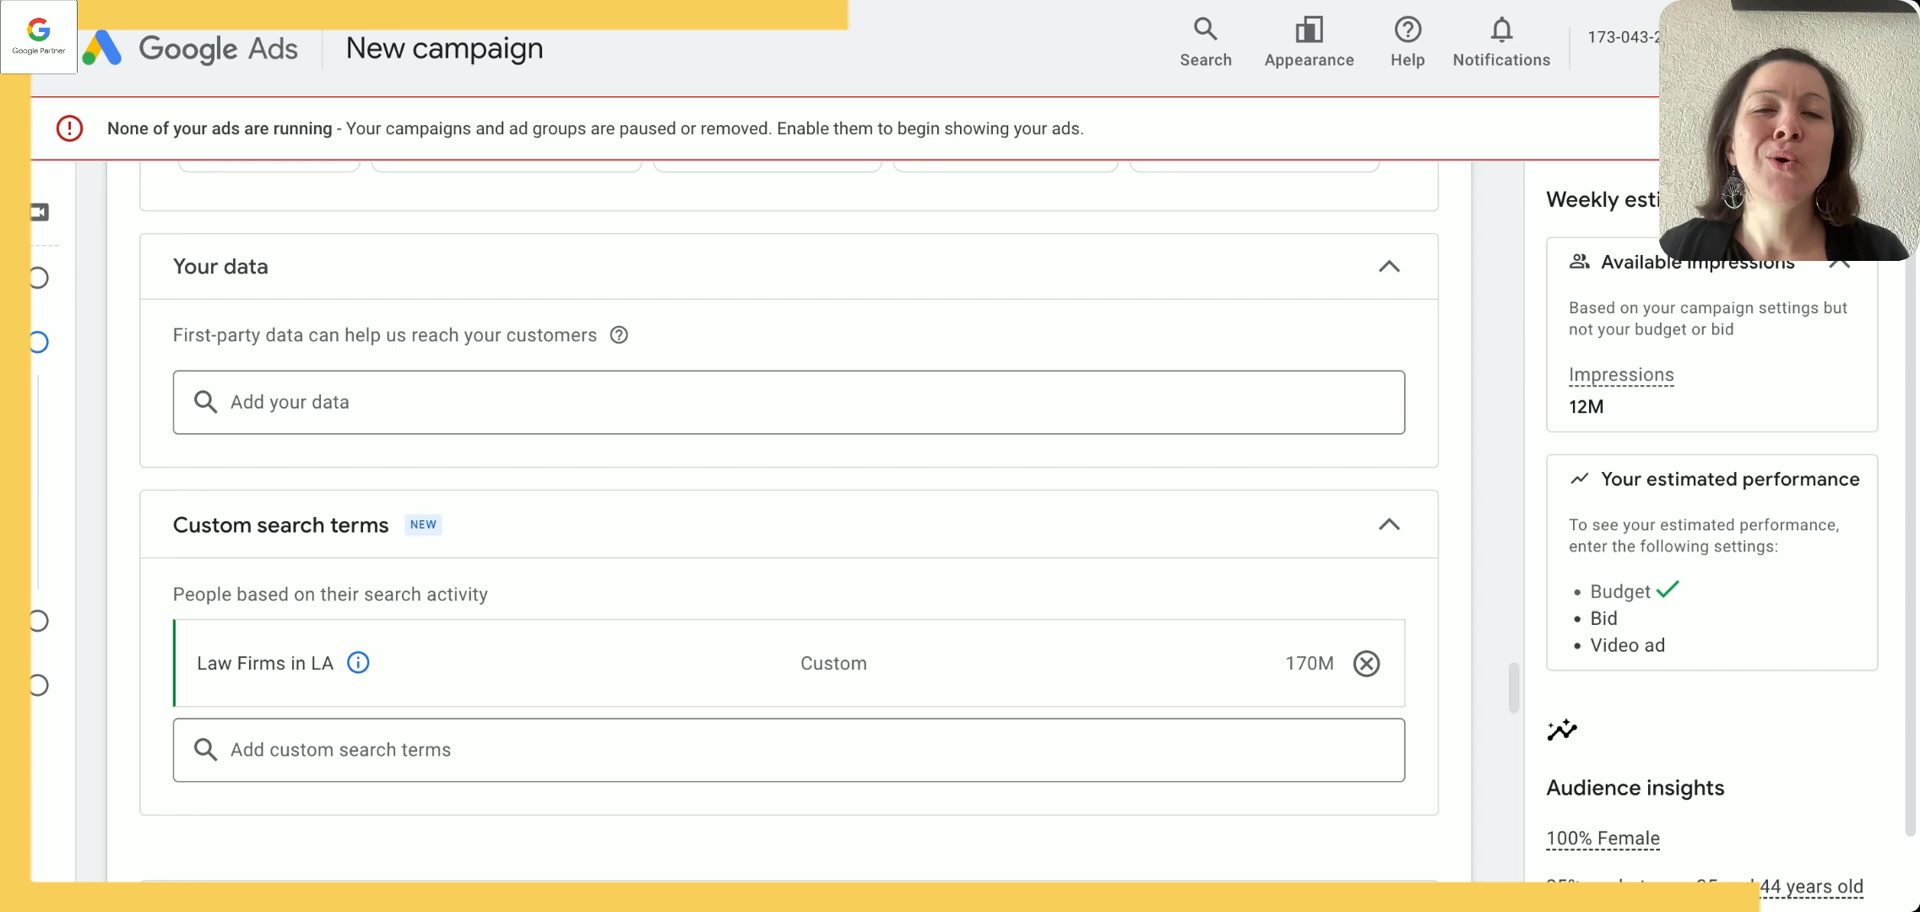 Google Partner
Google Ads
New campaign
Search
Appearance
Help
Notifications
173-043-2
None of your ads are running - Your campaigns and ad groups are paused or removed. Enable them to begin showing your ads.
Your data
First-party data can help us reach your customers
Add your data
Custom search terms NEW
People based on their search activity
Law Firms in LA
Custom
170M
Add custom search terms
Weekly esti
Available impressions
Based on your campaign settings but
not your budget or bid
Impressions
12M
Your estimated performance
To see your estimated performance,
enter the following settings:
• Budget
• Bid
• Video ad
Audience insights
100% Female
44 years old